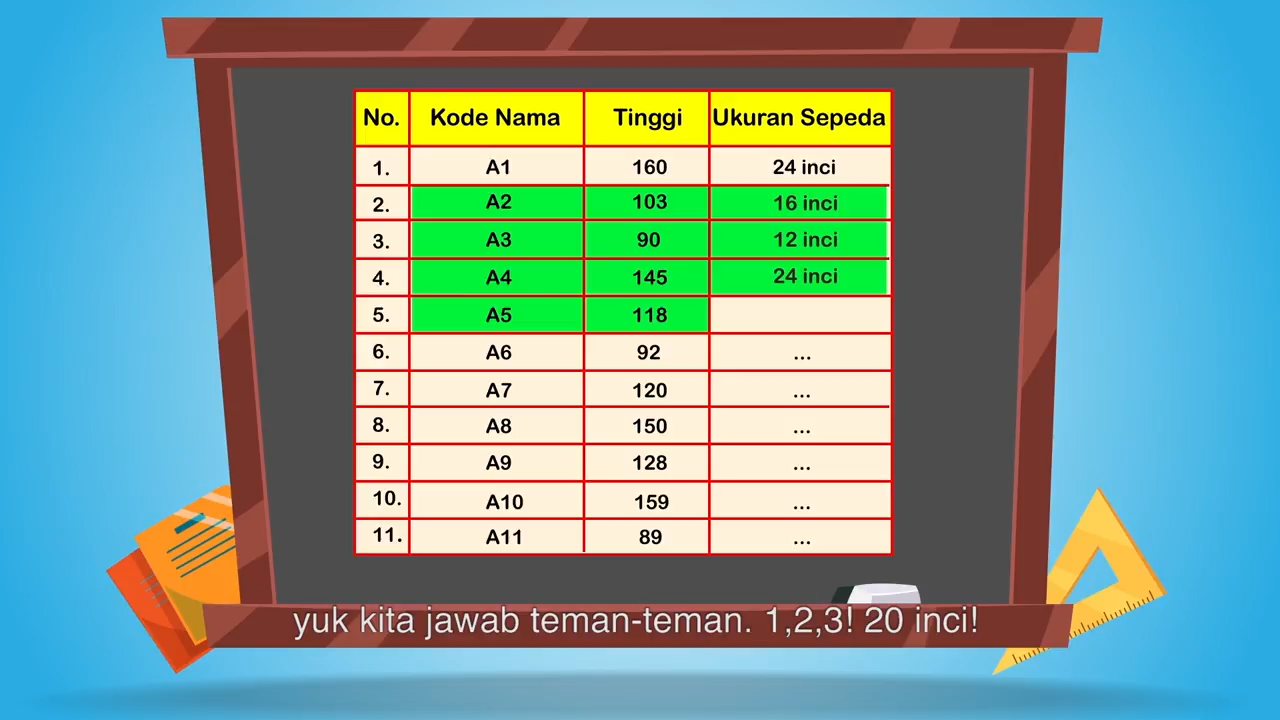 No. Kode Nama Tinggi Ukuran Sepeda
1. A1 160 24 inci
2. A2 103 16 inci
3. A3 90 12 inci
4. A4 145 24 inci
5. A5 118
6. A6 92 ...
7. A7 120 ...
8. A8 150 ...
9. A9 128 ...
10. A10 159 ...
11. A11 89 ...
yuk kita jawab teman-teman. 1,2,3! 20 inci!